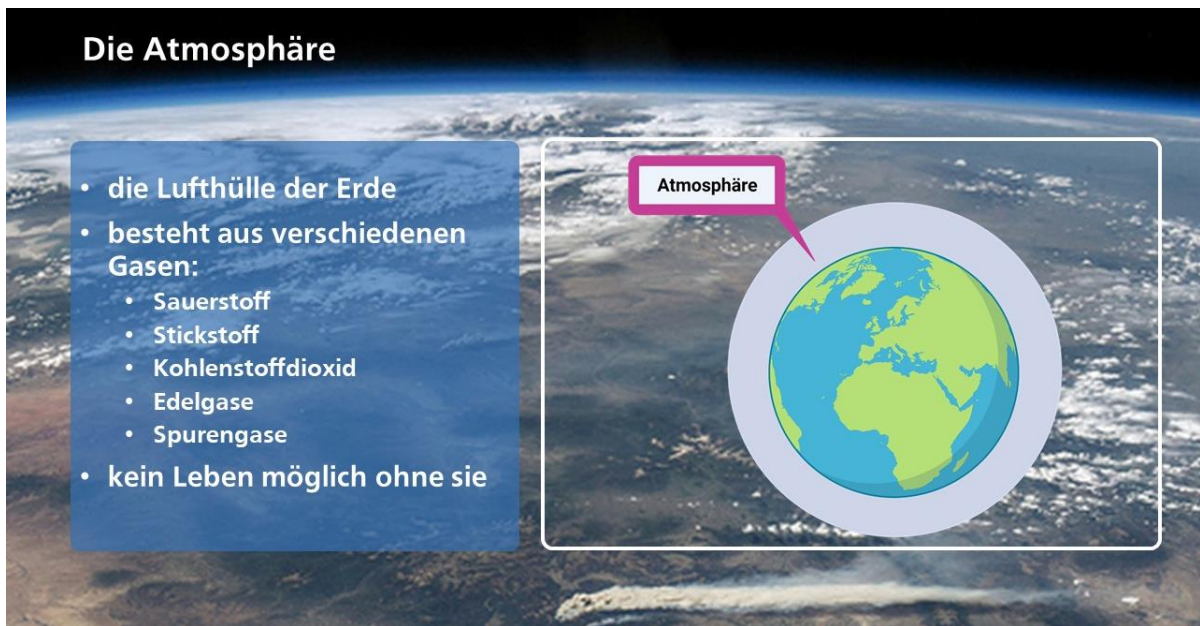 Die Atmosphäre
• die Lufthülle der Erde
• besteht aus verschiedenen
Gasen:
• Sauerstoff
• Stickstoff
• Kohlenstoffdioxid
• Edelgase
• Spurengase
• kein Leben möglich ohne sie
Atmosphäre